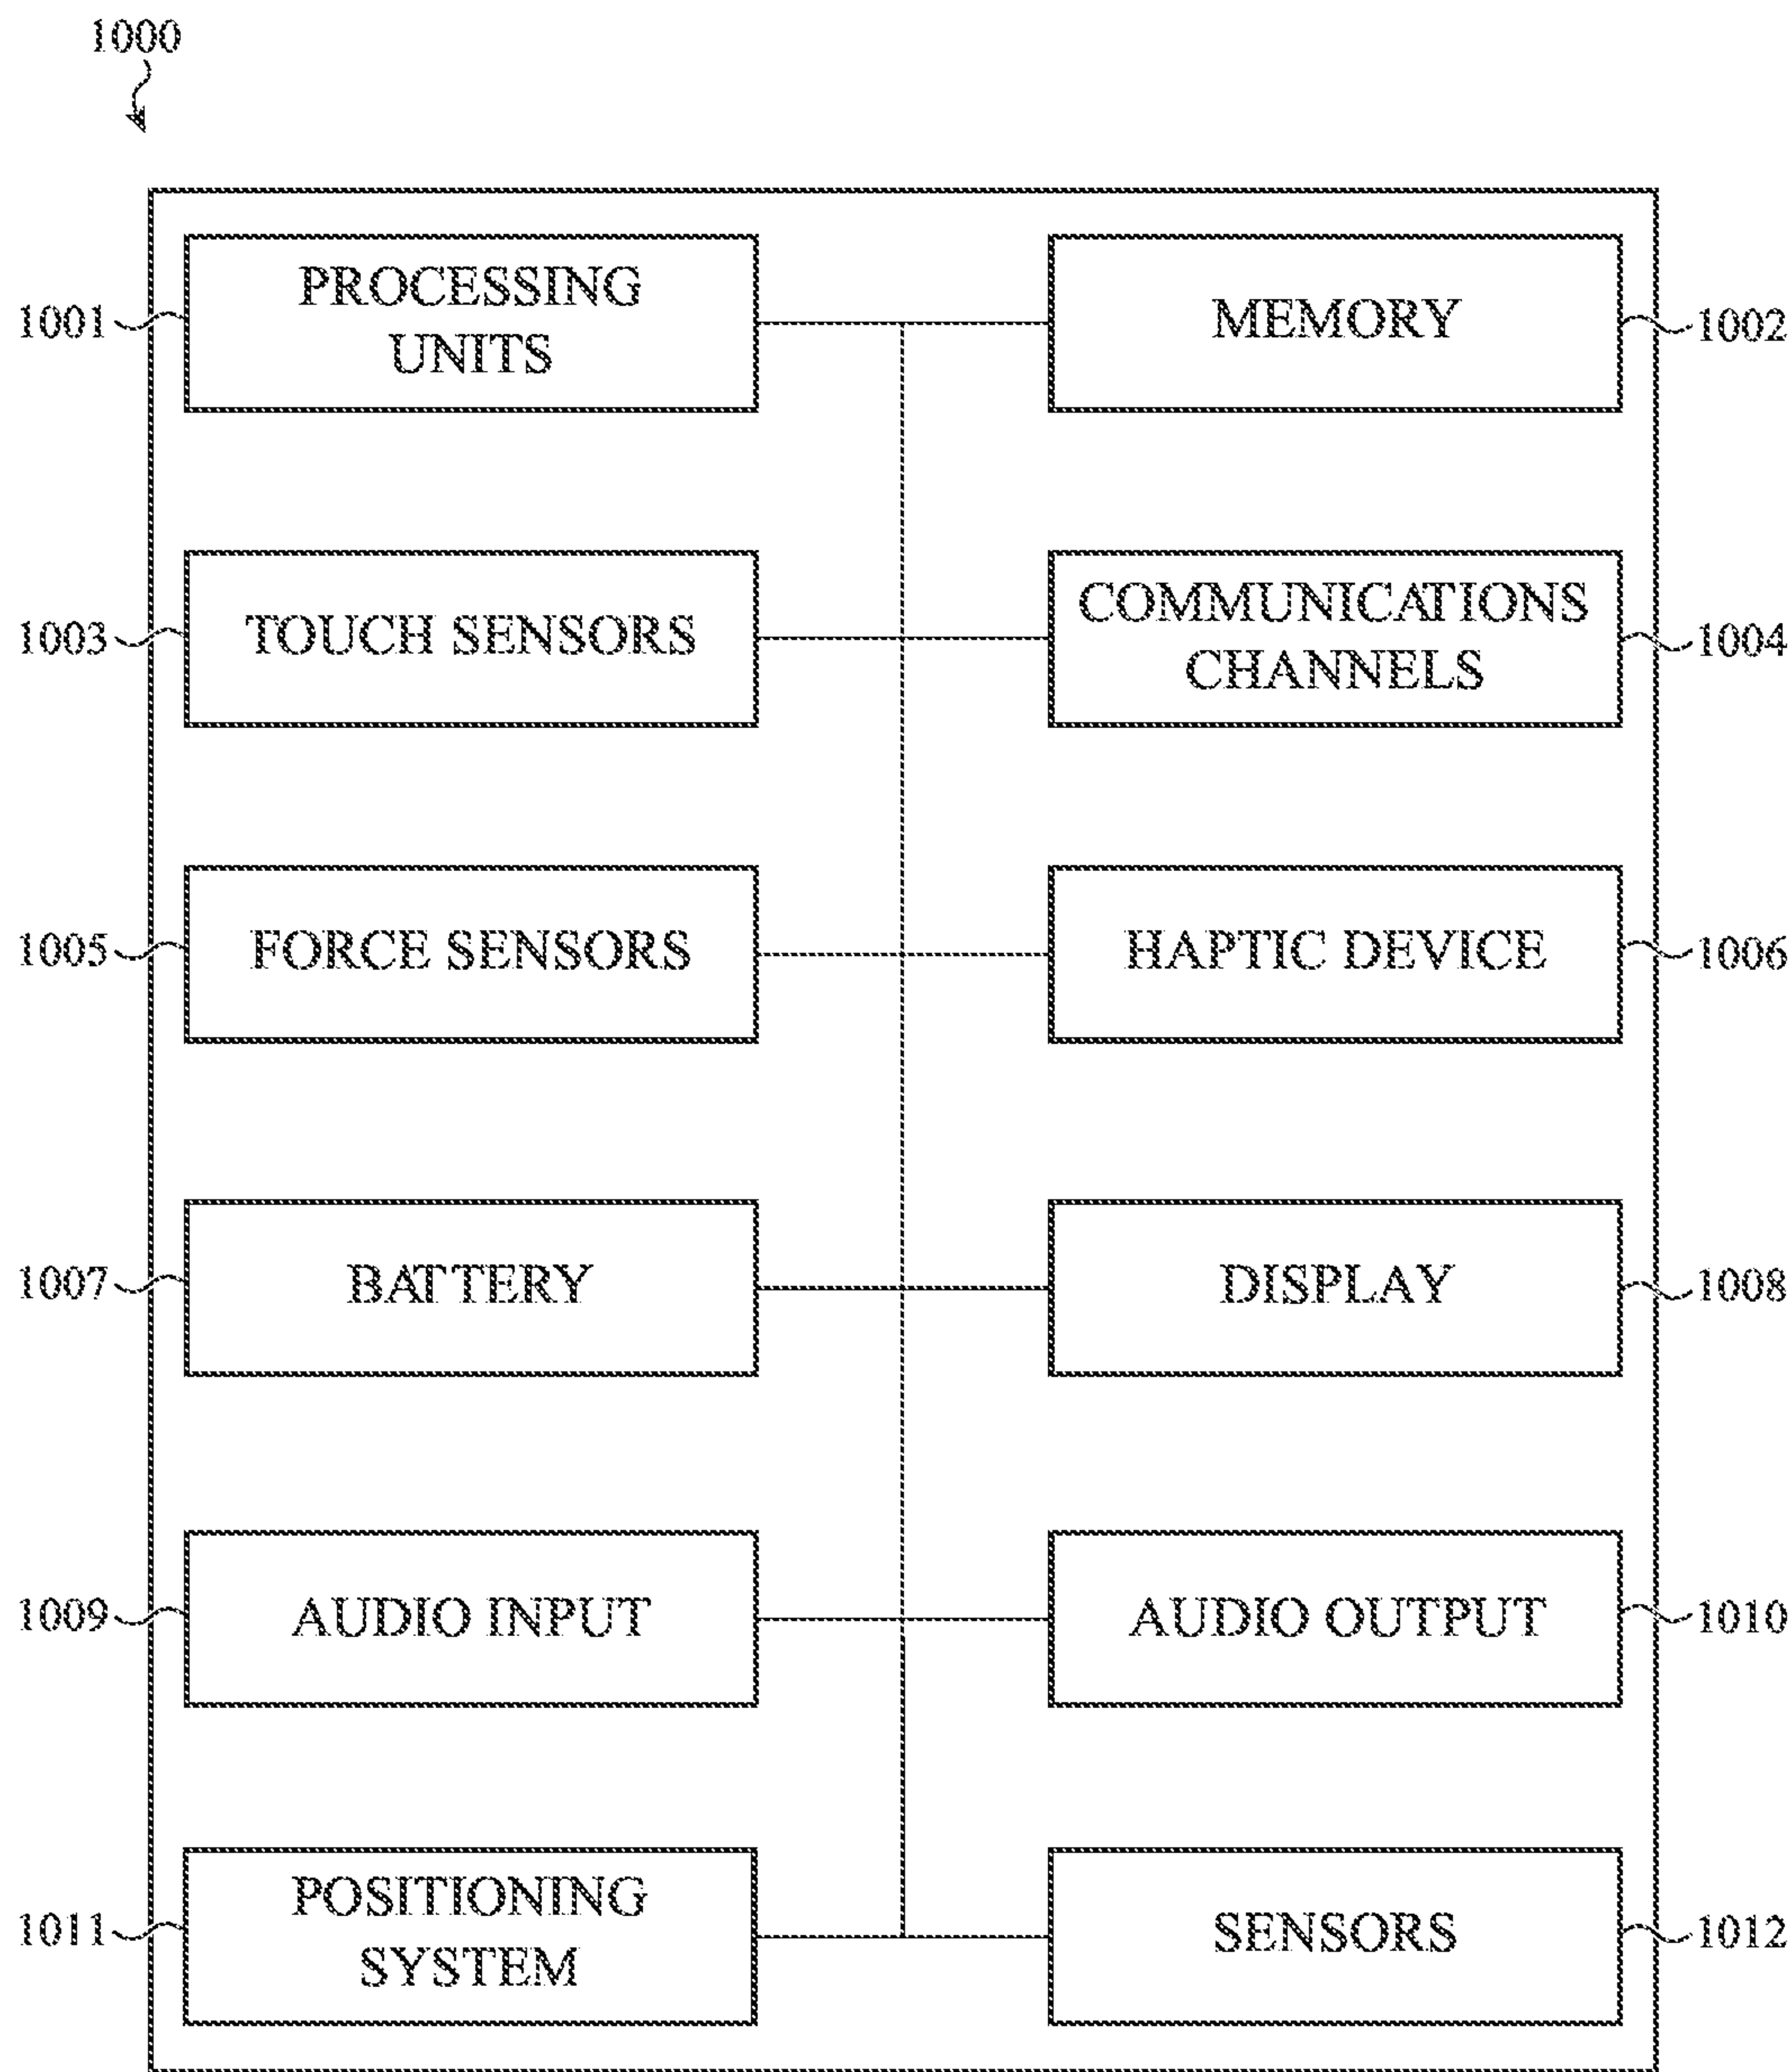 1000
PROCESSING
UNITS
MEMORY
1001
1002
TOUCH SENSORS
COMMUNICATIONS
CHANNELS
1003
1004
FORCE SENSORS
HAPTIC DEVICE
1005
1006
BATTERY
DISPLAY
1007
1008
AUDIO INPUT
AUDIO OUTPUT
1009
1010
POSITIONING
SYSTEM
SENSORS
1011
1012